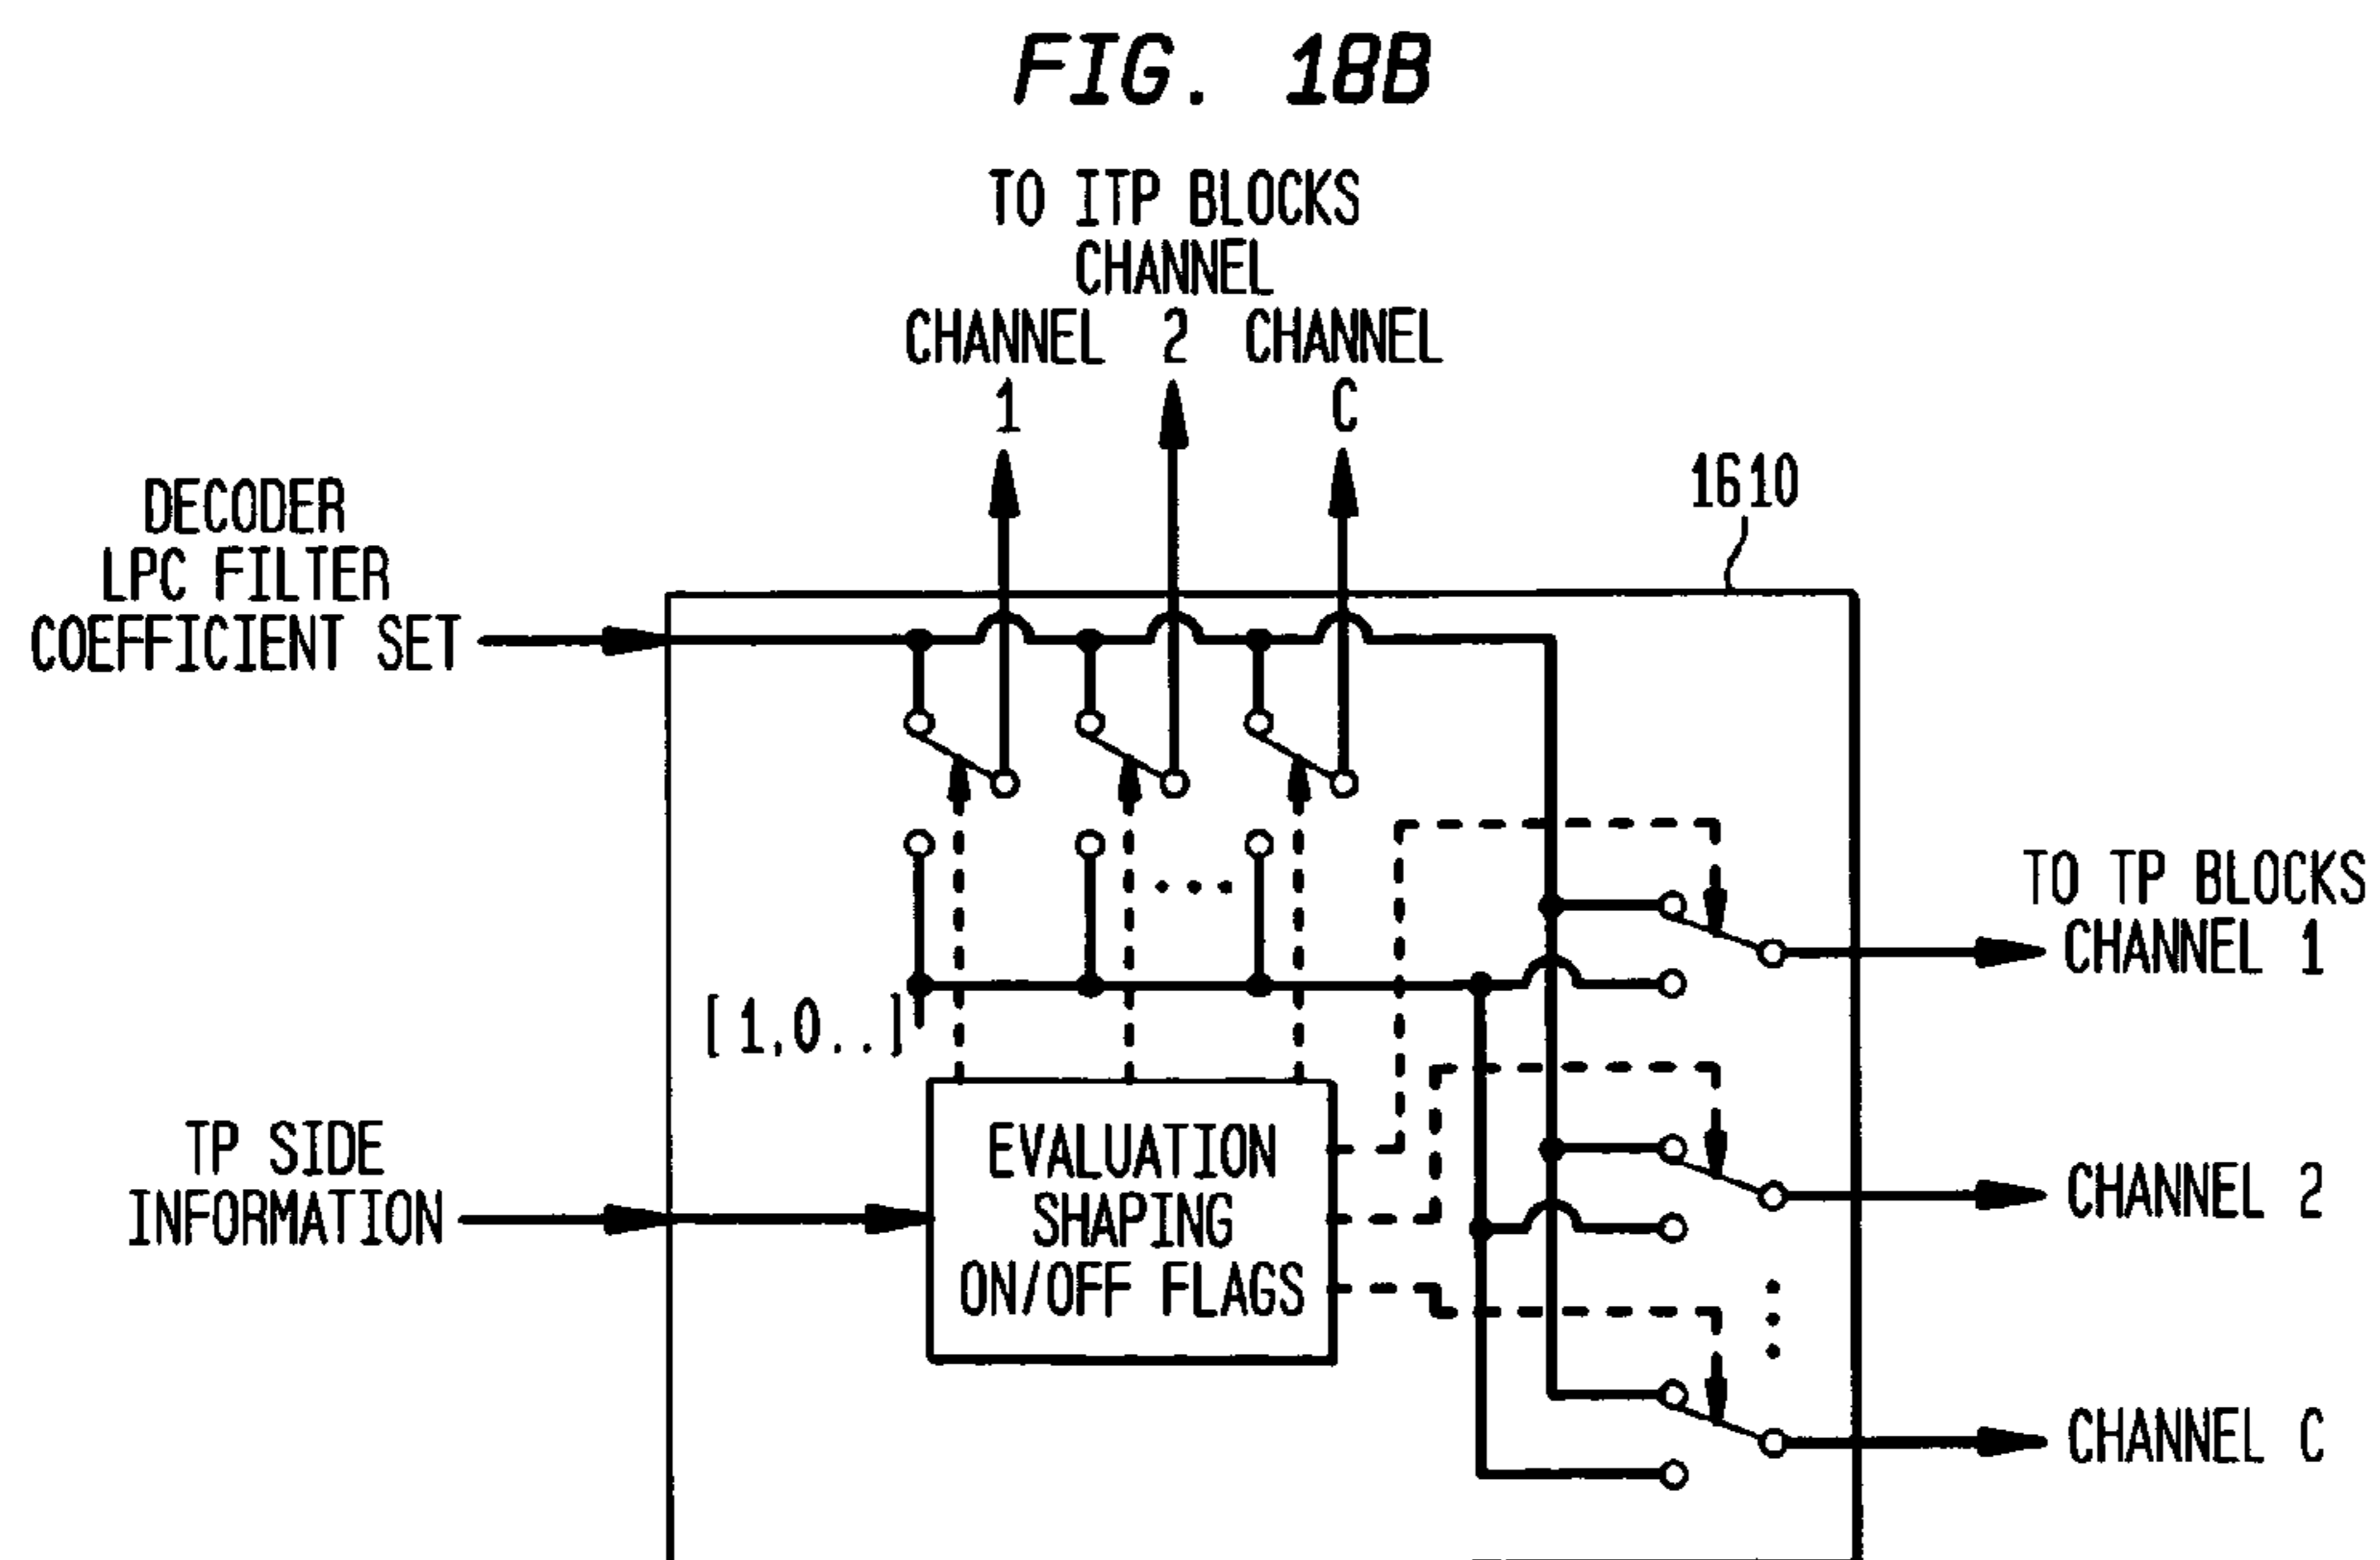 FIG. 18B
TO ITP BLOCKS
CHANNEL
CHANNEL 2 CHANNEL
1 C
DECODER
LPC FILTER
COEFFICIENT SET
1610
TO TP BLOCKS
CHANNEL 1
[1,0..]
TP SIDE
INFORMATION
EVALUATION
SHAPING
ON/OFF FLAGS
CHANNEL 2
CHANNEL C